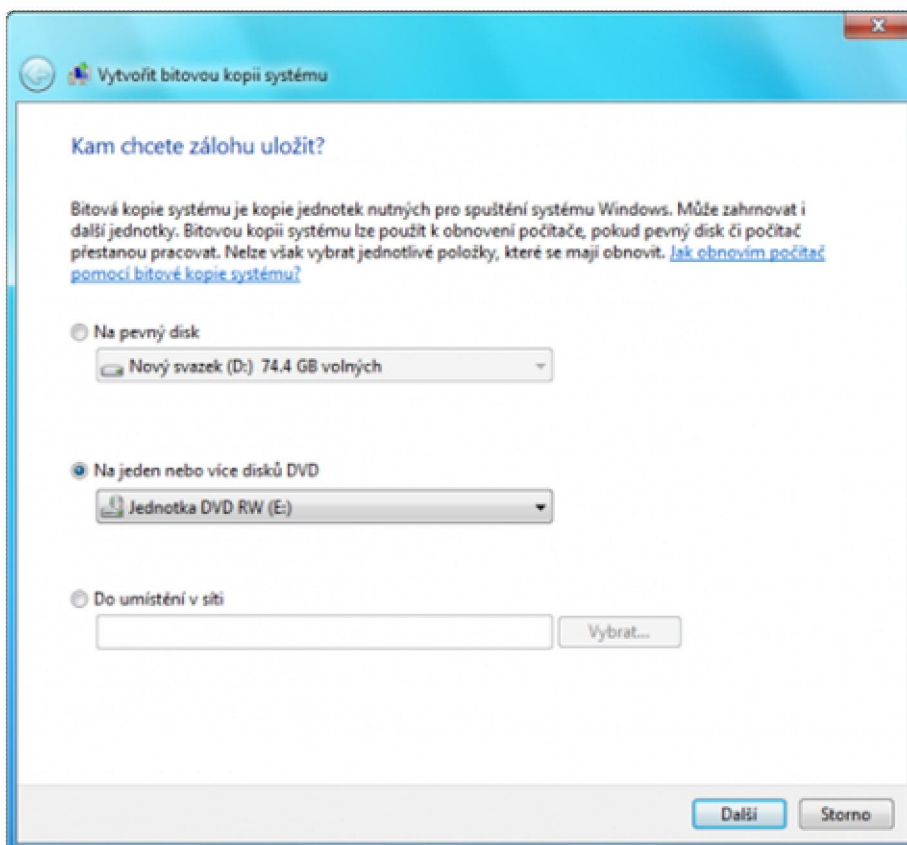 Vytvořit bitovou kopii systému
Kam chcete zálohu uložit?
Bitová kopie systému je kopie jednotek nutných pro spuštění systému Windows. Může zahrnovat i
další jednotky. Bitovou kopii systému lze použít k obnovení počítače, pokud pevný disk či počítač
přestanou pracovat. Nelze však vybrat jednotlivé položky, které se mají obnovit. Jak obnovím počítač
pomocí bitové kopie systému?
Na pevný disk
Nový svazek (D:) 74.4 GB volných
Na jeden nebo více disků DVD
Jednotka DVD RW (E:)
Do umístění v síti
Vybrat...
Další
Storno